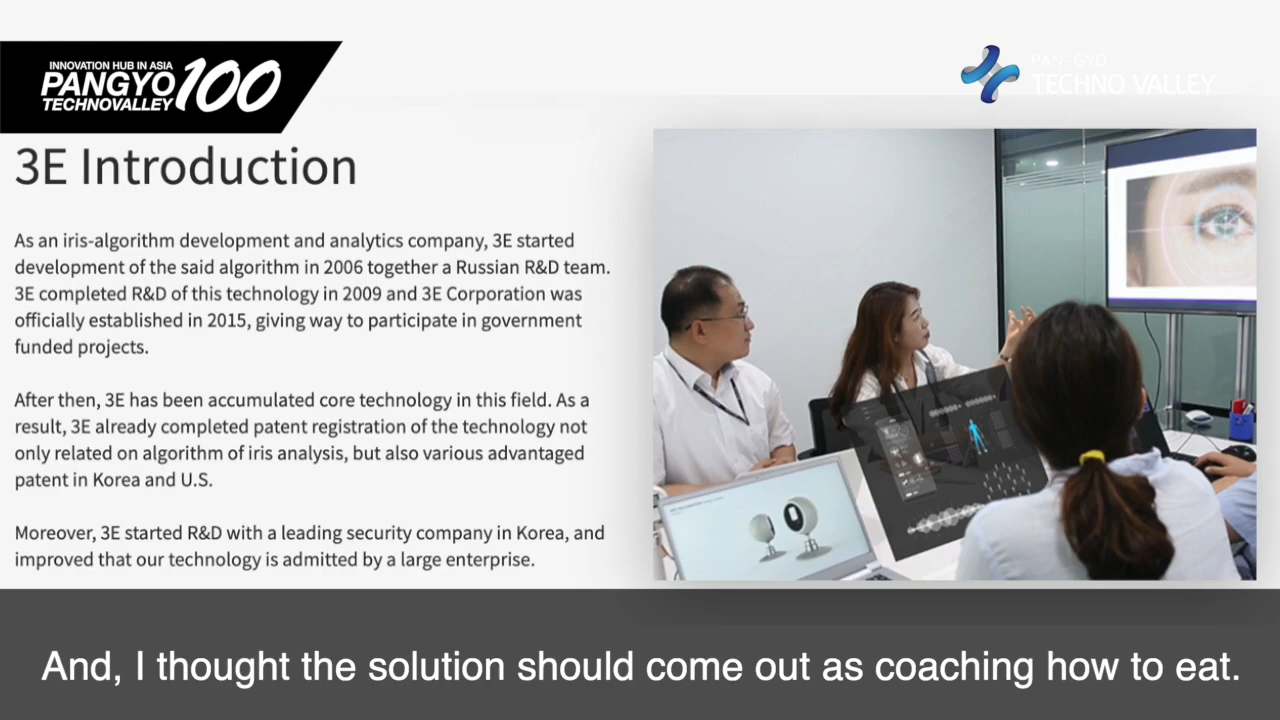 INNOVATION HUB IN ASIA
PANGYO 100
TECHNOVALLEY
PAN-GYO
TECHNO VALLEY
3E Introduction
As an iris-algorithm development and analytics company, 3E started
development of the said algorithm in 2006 together a Russian R&D team.
3E completed R&D of this technology in 2009 and 3E Corporation was
officially established in 2015, giving way to participate in government
funded projects.
After then, 3E has been accumulated core technology in this field. As a
result, 3E already completed patent registration of the technology not
only related on algorithm of iris analysis, but also various advantaged
patent in Korea and U.S.
Moreover, 3E started R&D with a leading security company in Korea, and
improved that our technology is admitted by a large enterprise.
And, I thought the solution should come out as coaching how to eat.